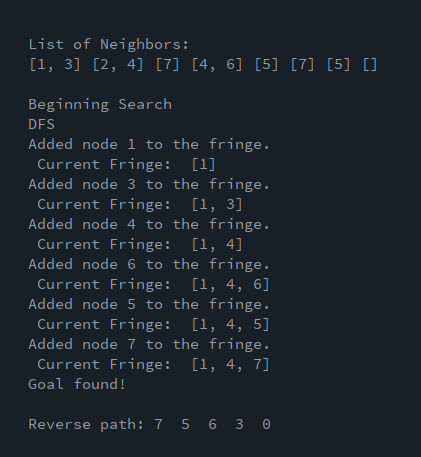 List of Neighbors:
[1, 3] [2, 4] [7] [4, 6] [5] [7] [5] []
Beginning Search
DFS
Added node 1 to the fringe.
Current Fringe:  [1]
Added node 3 to the fringe.
Current Fringe:  [1, 3]
Added node 4 to the fringe.
Current Fringe:  [1, 4]
Added node 6 to the fringe.
Current Fringe:  [1, 4, 6]
Added node 5 to the fringe.
Current Fringe:  [1, 4, 5]
Added node 7 to the fringe.
Current Fringe:  [1, 4, 7]
Goal found!
Reverse path: 7  5  6  3  0